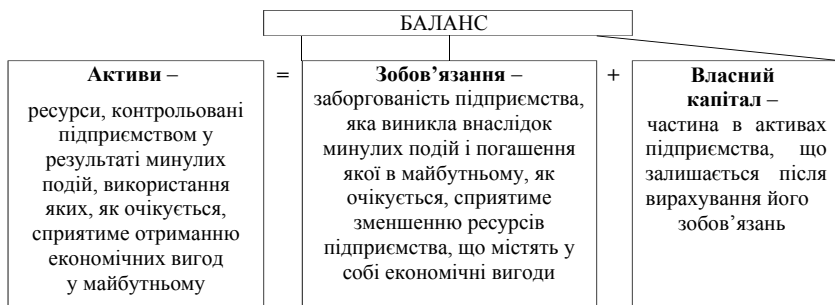 БАЛАНС
Активи –
ресурси, контрольовані
підприємством у
результаті минулих
подій, використання
яких, як очікується,
сприятиме отриманню
економічних вигод
у майбутньому
=
Зобов’язання –
заборгованість підприємства,
яка виникла внаслідок
минулих подій і погашення
якої в майбутньому, як
очікується, сприятиме
зменшенню ресурсів
підприємства, що містять у
собі економічні вигоди
+
Власний
капітал –
частина в активах
підприємства, що
залишається після
вирахування його
зобов’язань